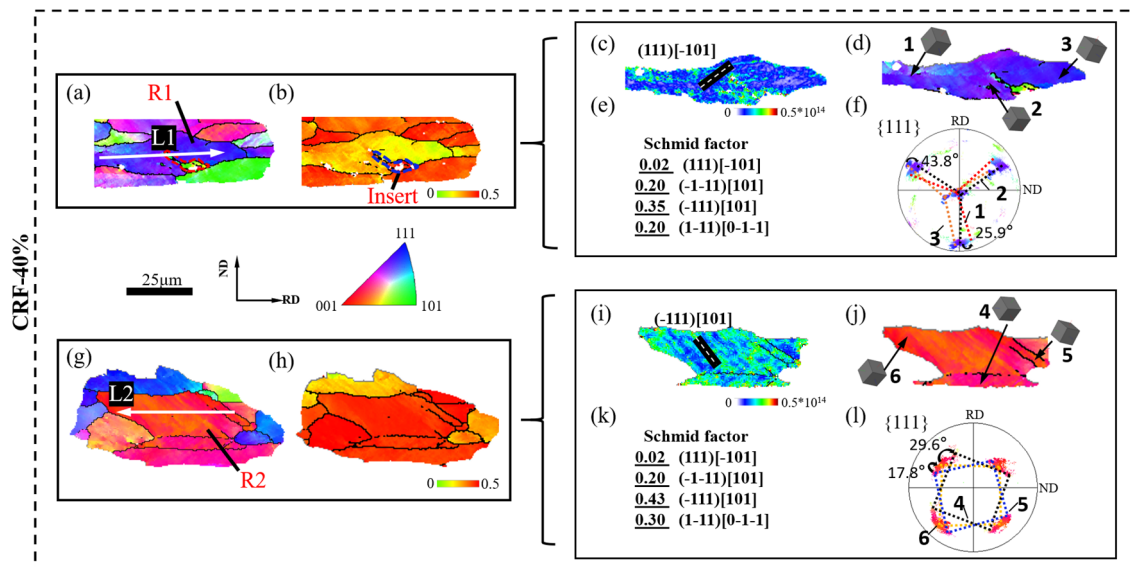 CRF-40%
(a)
R1
(b)
L1
Insert
0 0.5
25μm
ND
RD
111
001
101
(c)
(111)[-101]
0 0.5*10¹⁴
(d)
1
3
2
(e)
Schmid factor
0.02 (111)[-101]
0.20 (-1-11)[101]
0.35 (-111)[101]
0.20 (1-11)[0-1-1]
(f)
{111}
RD
43.8°
ND
2
1
3
25.9°
(g)
L2
R2
(h)
0 0.5
(i)
(-111)[101]
0 0.5*10¹⁴
(j)
4
5
6
(k)
Schmid factor
0.02 (111)[-101]
0.20 (-1-11)[101]
0.43 (-111)[101]
0.30 (1-11)[0-1-1]
(l)
{111}
RD
29.6°
17.8°
ND
4
5
6